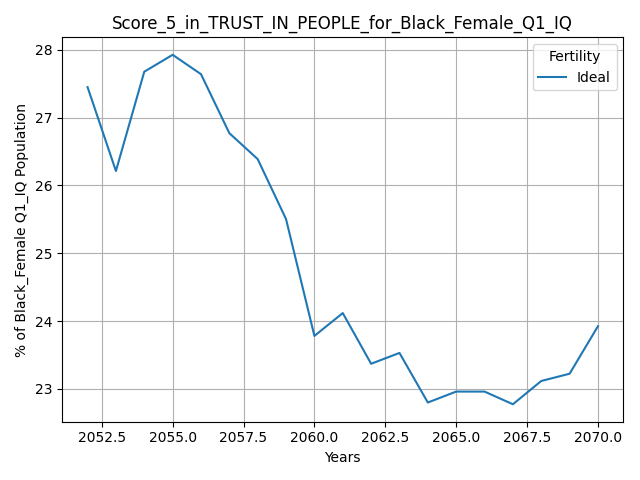 Score_5_in_TRUST_IN_PEOPLE_for_Black_Female_Q1_IQ
Fertility
Ideal
% of Black_Female Q1_IQ Population
28
27
26
25
24
23
2052.5 2055.0 2057.5 2060.0 2062.5 2065.0 2067.5 2070.0
Years